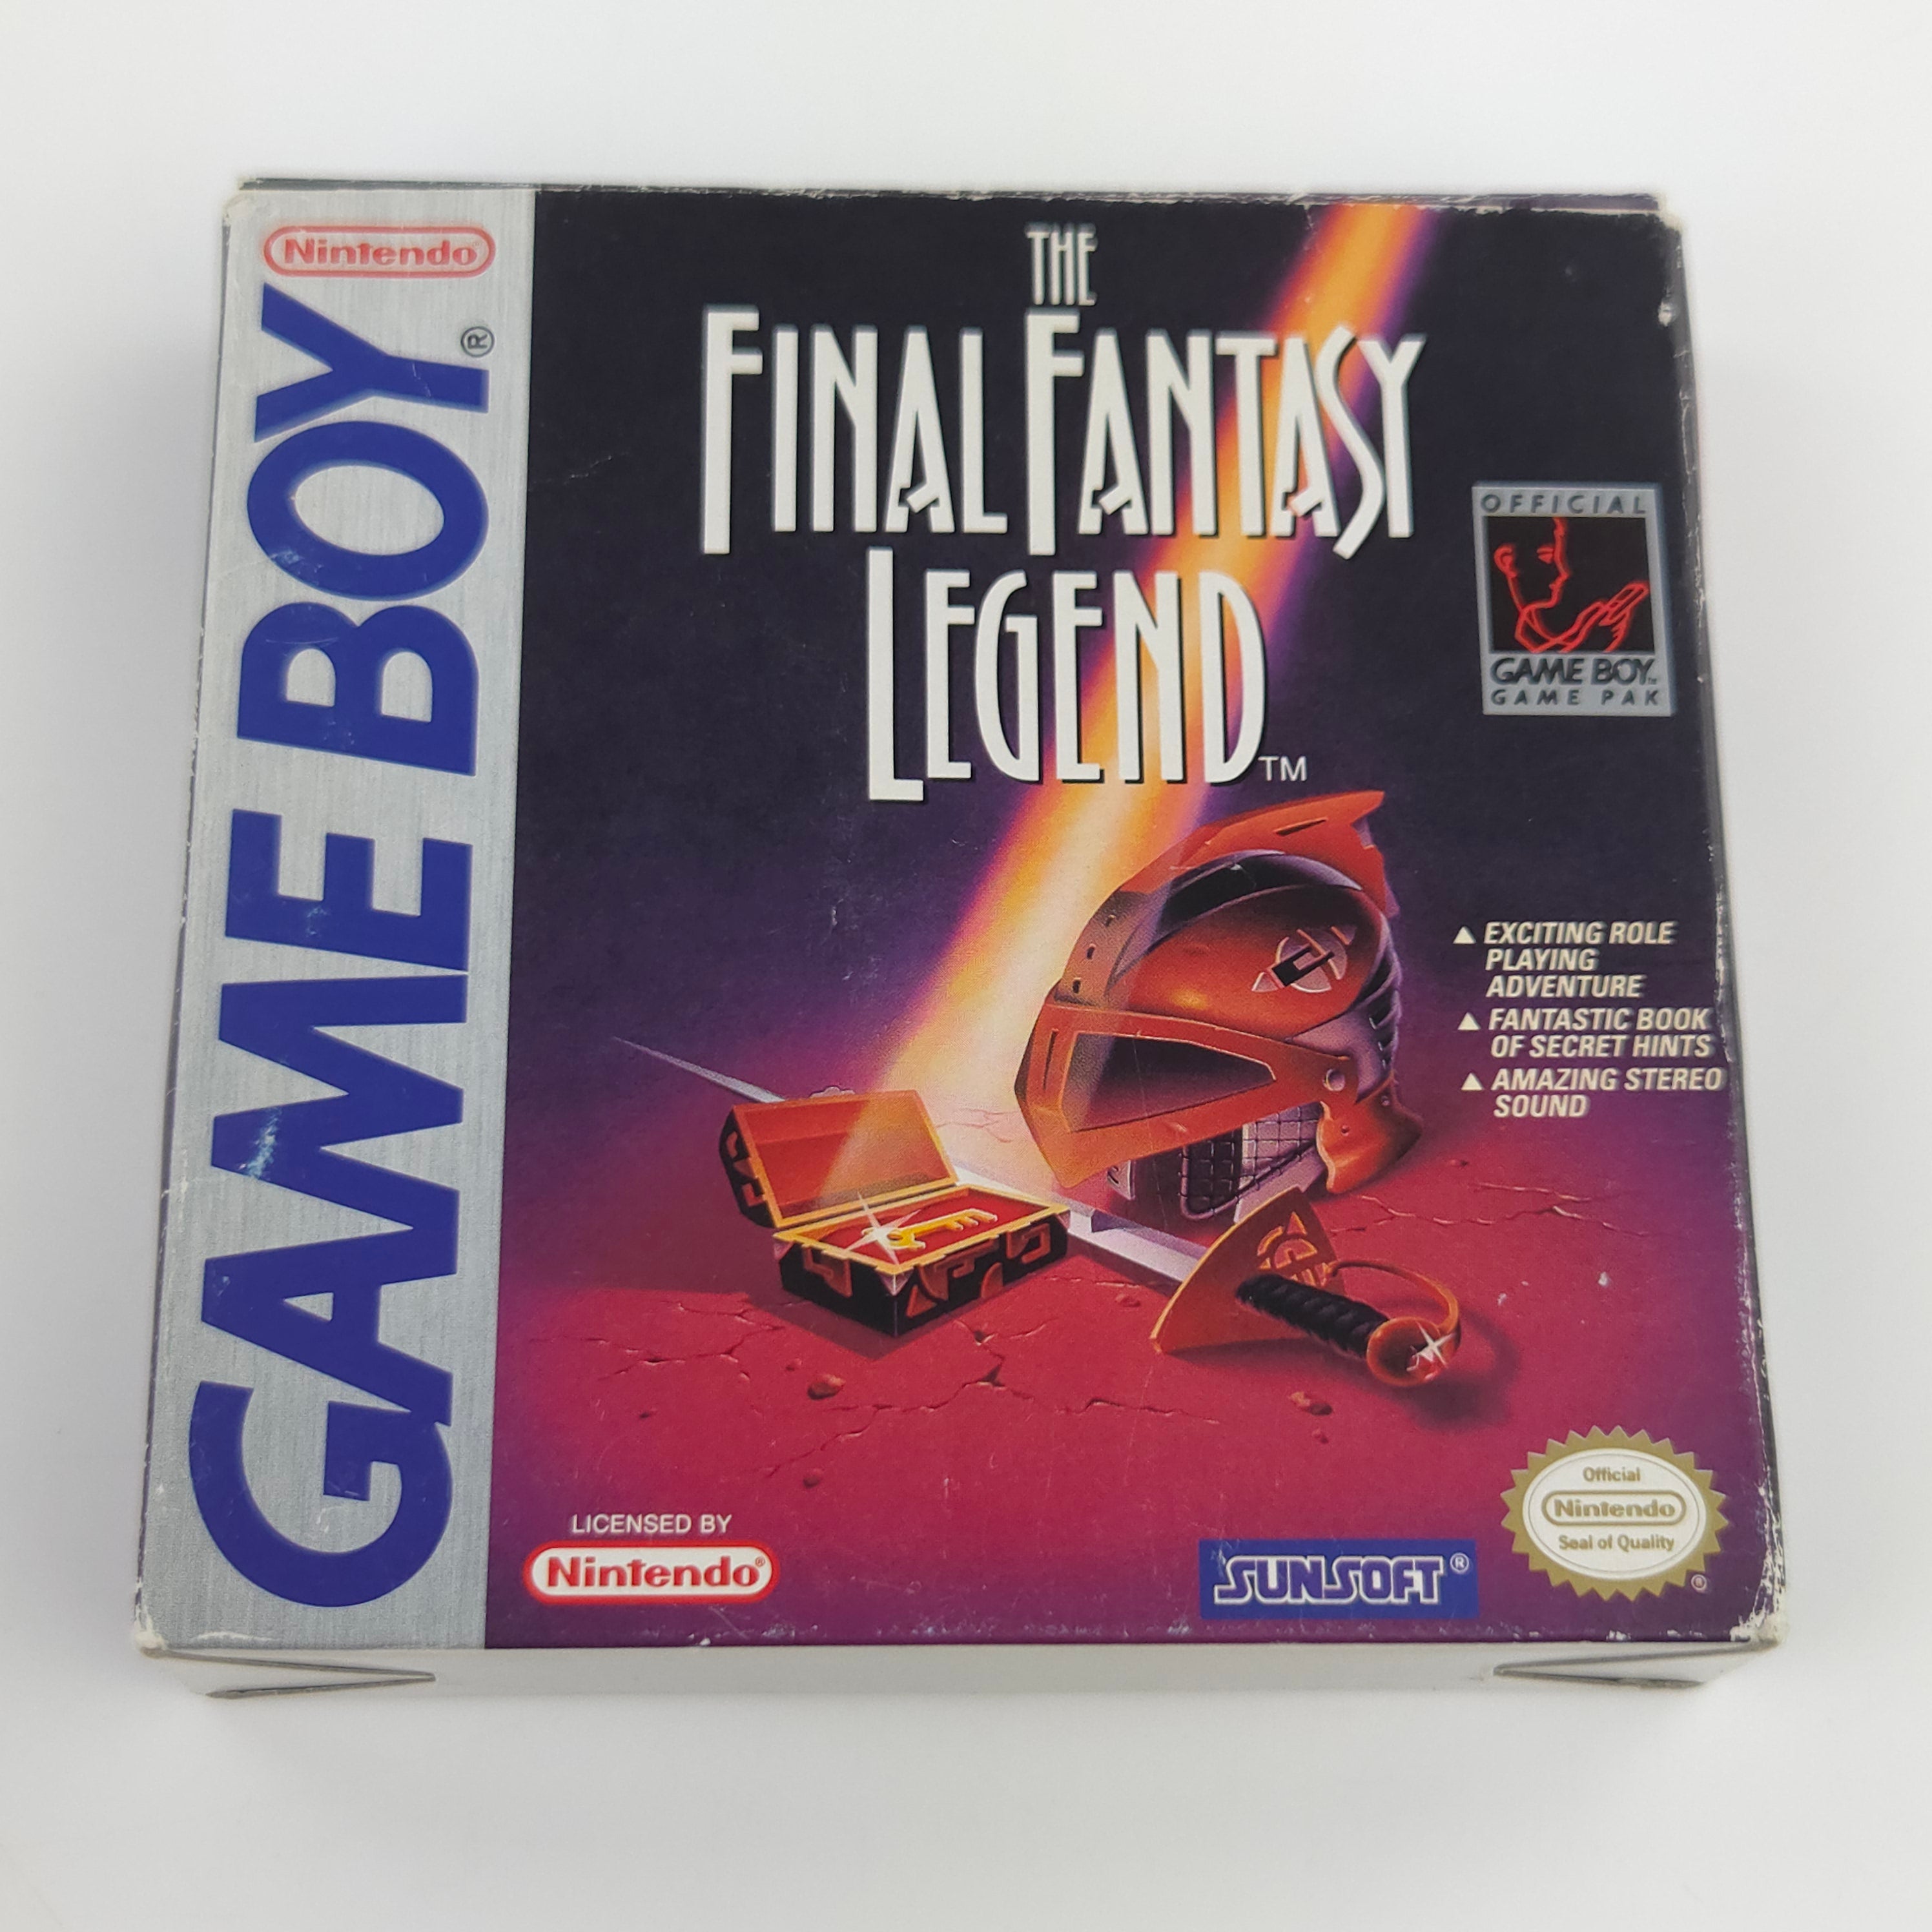 Nintendo®
GAME BOY®
THE
FINAL FANTASY
LEGEND™
OFFICIAL
GAME BOY™
GAME PAK
▲ EXCITING ROLE
PLAYING
ADVENTURE
▲ FANTASTIC BOOK
OF SECRET HINTS
▲ AMAZING STEREO
SOUND
LICENSED BY
Nintendo®
SUNSOFT®
Official
Nintendo
Seal of Quality
®